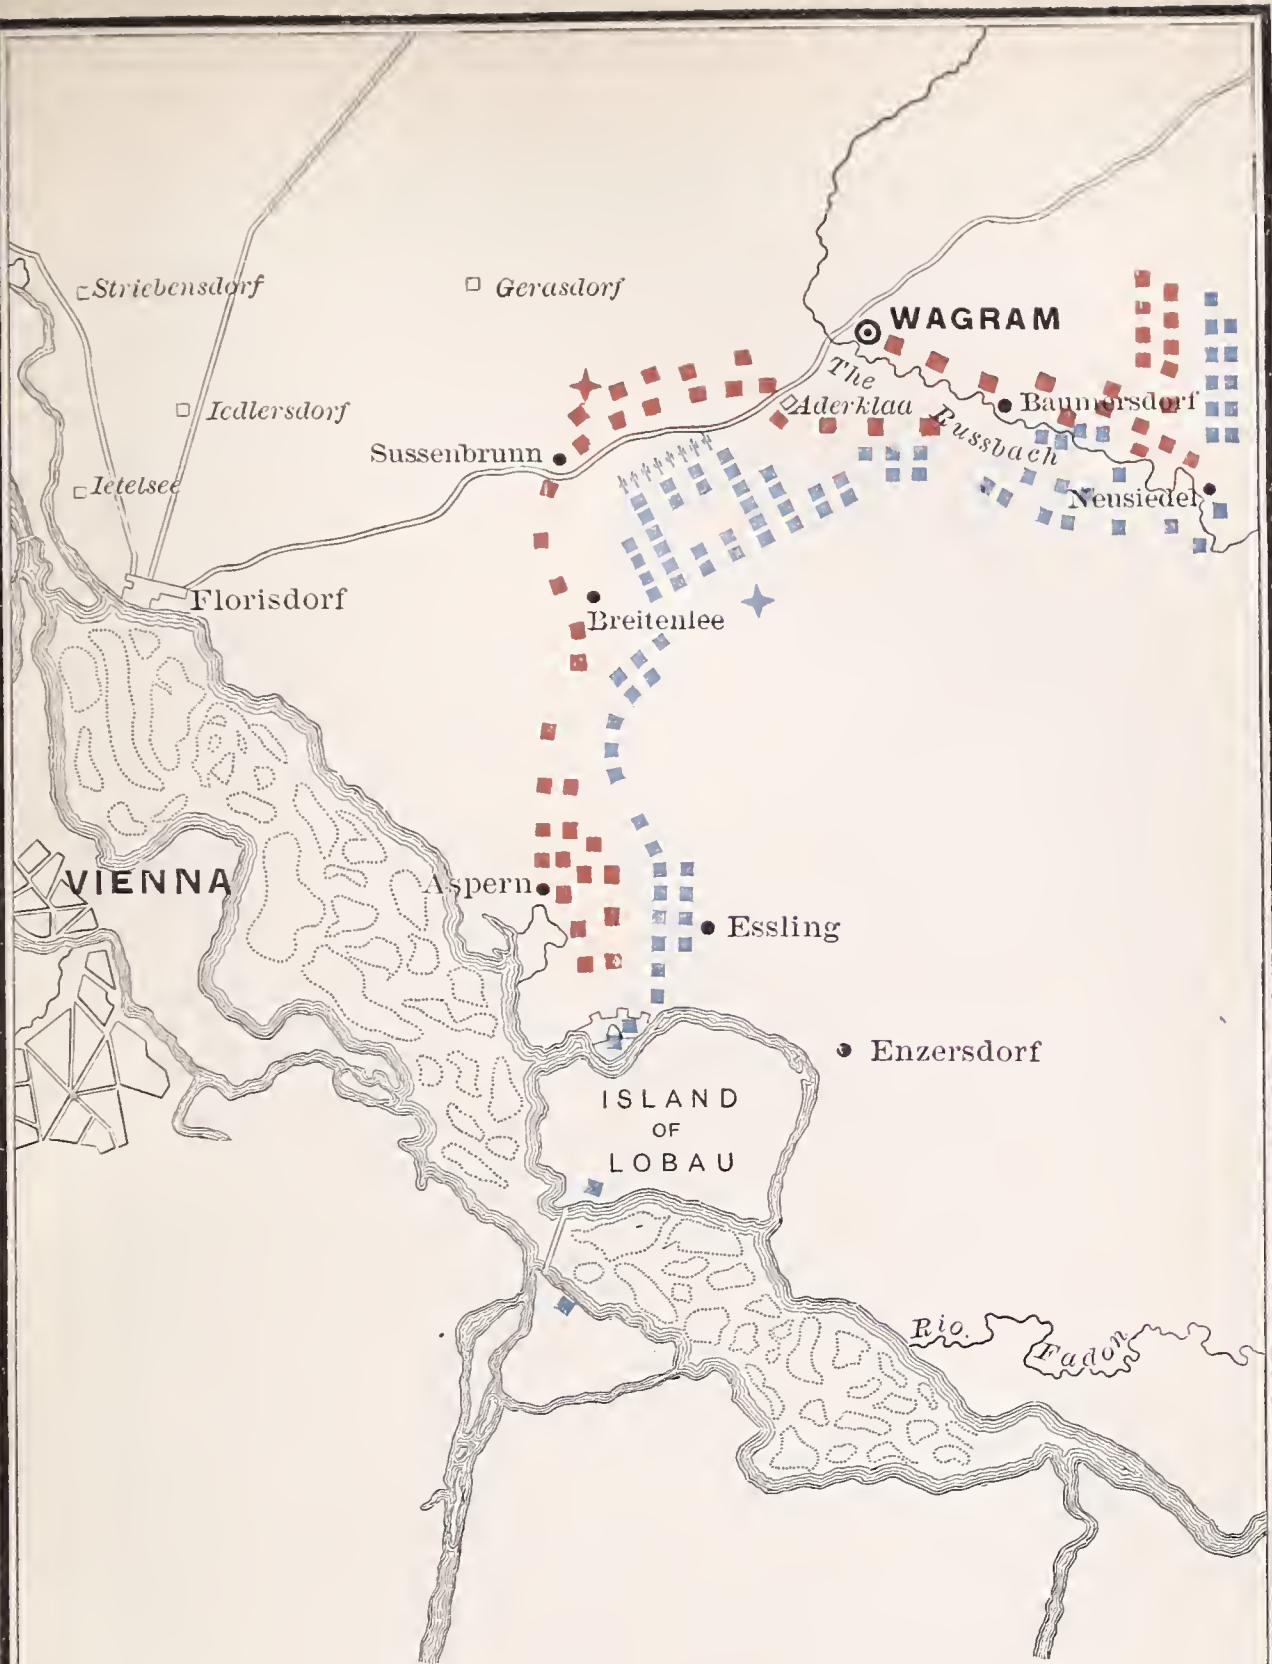 Striebensdorf
Gerasdorf
WAGRAM
The
Russbach
Iedlersdorf
Aderklaa
Baumersdorf
Sussenbrunn
Ietelsee
Neusiedel
Florisdorf
Breitenlee
VIENNA
Aspern
Essling
Enzersdorf
ISLAND
OF
LOBAU
Rio.
Fadon